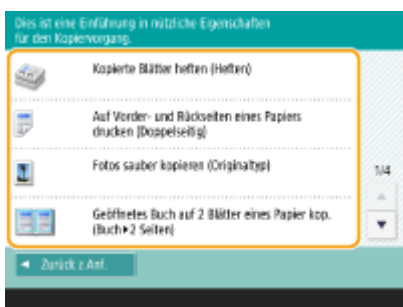 Dies ist eine Einführung in nützliche Eigenschaften
für den Kopiervorgang.
Kopierte Blätter heften (Heften)
Auf Vorder- und Rückseiten eines Papiers
drucken (Doppelseitig)
Fotos sauber kopieren (Originaltyp)
1/4
Geöffnetes Buch auf 2 Blätter eines Papier kop.
(Buch▶2 Seiten)
◄ Zurück z.Anf.